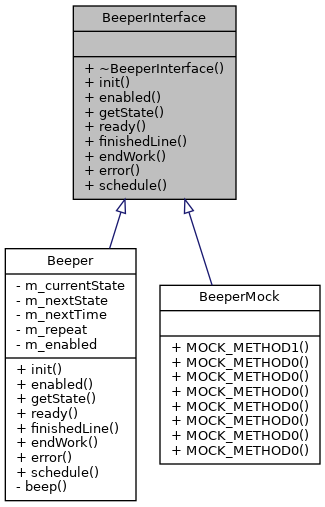 BeeperInterface
+ ~BeeperInterface()
+ init()
+ enabled()
+ getState()
+ ready()
+ finishedLine()
+ endWork()
+ error()
+ schedule()
Beeper
- m_currentState
- m_nextState
- m_nextTime
- m_repeat
- m_enabled
+ init()
+ enabled()
+ getState()
+ ready()
+ finishedLine()
+ endWork()
+ error()
+ schedule()
- beep()
BeeperMock
+ MOCK_METHOD1()
+ MOCK_METHOD0()
+ MOCK_METHOD0()
+ MOCK_METHOD0()
+ MOCK_METHOD0()
+ MOCK_METHOD0()
+ MOCK_METHOD0()
+ MOCK_METHOD0()